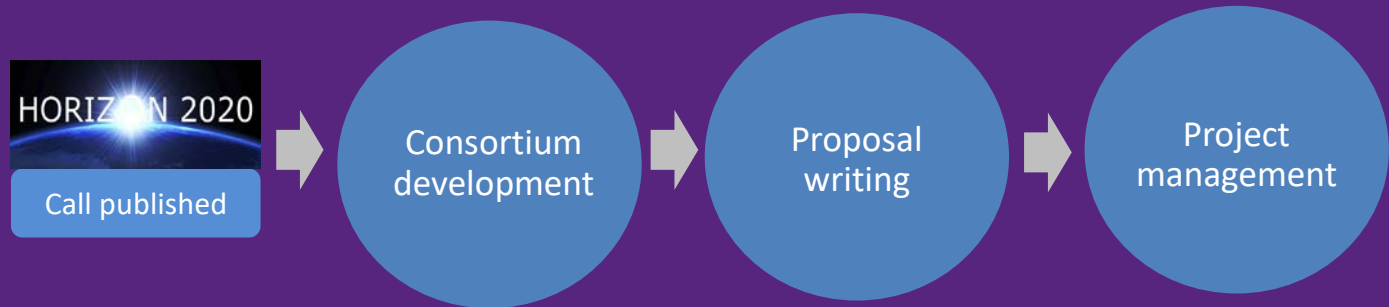 HORIZON 2020
Call published
Consortium
development
Proposal
writing
Project
management